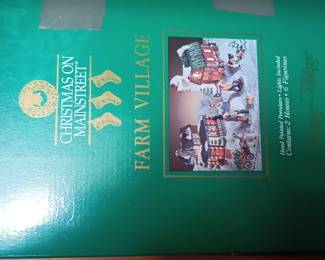 CHRISTMAS ON
MAINSTREET
FARM VILLAGE
Hand Painted Porcelain • Lights Included
Contains: 2 Houses • 6 Figurines